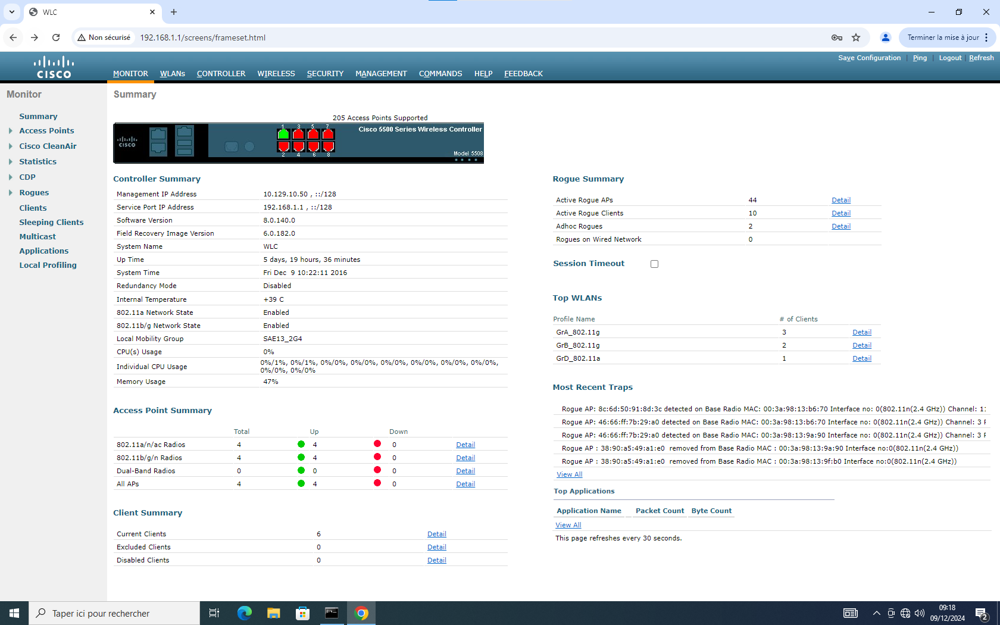 WLC
Non sécurisé
192.168.1.1/screens/frameset.html
Terminer la mise à jour
Save Configuration | Ping | Logout | Refresh
CISCO
MONITOR WLANs CONTROLLER WIRELESS SECURITY MANAGEMENT COMMANDS HELP FEEDBACK
Monitor
Summary
Access Points
Cisco CleanAir
Statistics
CDP
Rogues
Clients
Sleeping Clients
Multicast
Applications
Local Profiling
Summary
205 Access Points Supported
CISCO
1 3 5 7
2 4 6 8
Cisco 5500 Series Wireless Controller
Model 5508
Controller Summary
Management IP Address 10.129.10.50 , ::/128
Service Port IP Address 192.168.1.1 , ::/128
Software Version 8.0.140.0
Field Recovery Image Version 6.0.182.0
System Name WLC
Up Time 5 days, 19 hours, 36 minutes
System Time Fri Dec 9 10:22:11 2016
Redundancy Mode Disabled
Internal Temperature +39 C
802.11a Network State Enabled
802.11b/g Network State Enabled
Local Mobility Group SAE13_2G4
CPU(s) Usage 0%
Individual CPU Usage 0%/1%, 0%/1%, 0%/0%, 0%/0%, 0%/0%, 0%/0%, 0%/0%, 0%/0%,
0%/0%, 0%/0%
Memory Usage 47%
Access Point Summary
Total Up Down
802.11a/n/ac Radios 4 4 0 Detail
802.11b/g/n Radios 4 4 0 Detail
Dual-Band Radios 0 0 0 Detail
All APs 4 4 0 Detail
Client Summary
Current Clients 6 Detail
Excluded Clients 0 Detail
Disabled Clients 0 Detail
Rogue Summary
Active Rogue APs 44 Detail
Active Rogue Clients 10 Detail
Adhoc Rogues 2 Detail
Rogues on Wired Network 0
Session Timeout
Top WLANs
Profile Name # of Clients
GrA_802.11g 3 Detail
GrB_802.11g 2 Detail
GrD_802.11a 1 Detail
Most Recent Traps
Rogue AP: 8c:6d:50:91:8d:3c detected on Base Radio MAC: 00:3a:98:13:b6:70 Interface no: 0(802.11n(2.4 GHz)) Channel: 11
Rogue AP: 46:66:ff:7b:29:a0 detected on Base Radio MAC: 00:3a:98:13:b6:70 Interface no: 0(802.11n(2.4 GHz)) Channel: 3
Rogue AP: 46:66:ff:7b:29:a0 detected on Base Radio MAC: 00:3a:98:13:9a:90 Interface no: 0(802.11n(2.4 GHz)) Channel: 3
Rogue AP : 38:90:a5:49:a1:e0 removed from Base Radio MAC : 00:3a:98:13:9a:90 Interface no:0(802.11n(2.4 GHz))
Rogue AP : 38:90:a5:49:a1:e0 removed from Base Radio MAC : 00:3a:98:13:9f:b0 Interface no:0(802.11n(2.4 GHz))
View All
Top Applications
Application Name Packet Count Byte Count
View All
This page refreshes every 30 seconds.
Taper ici pour rechercher
09:18
09/12/2024
2